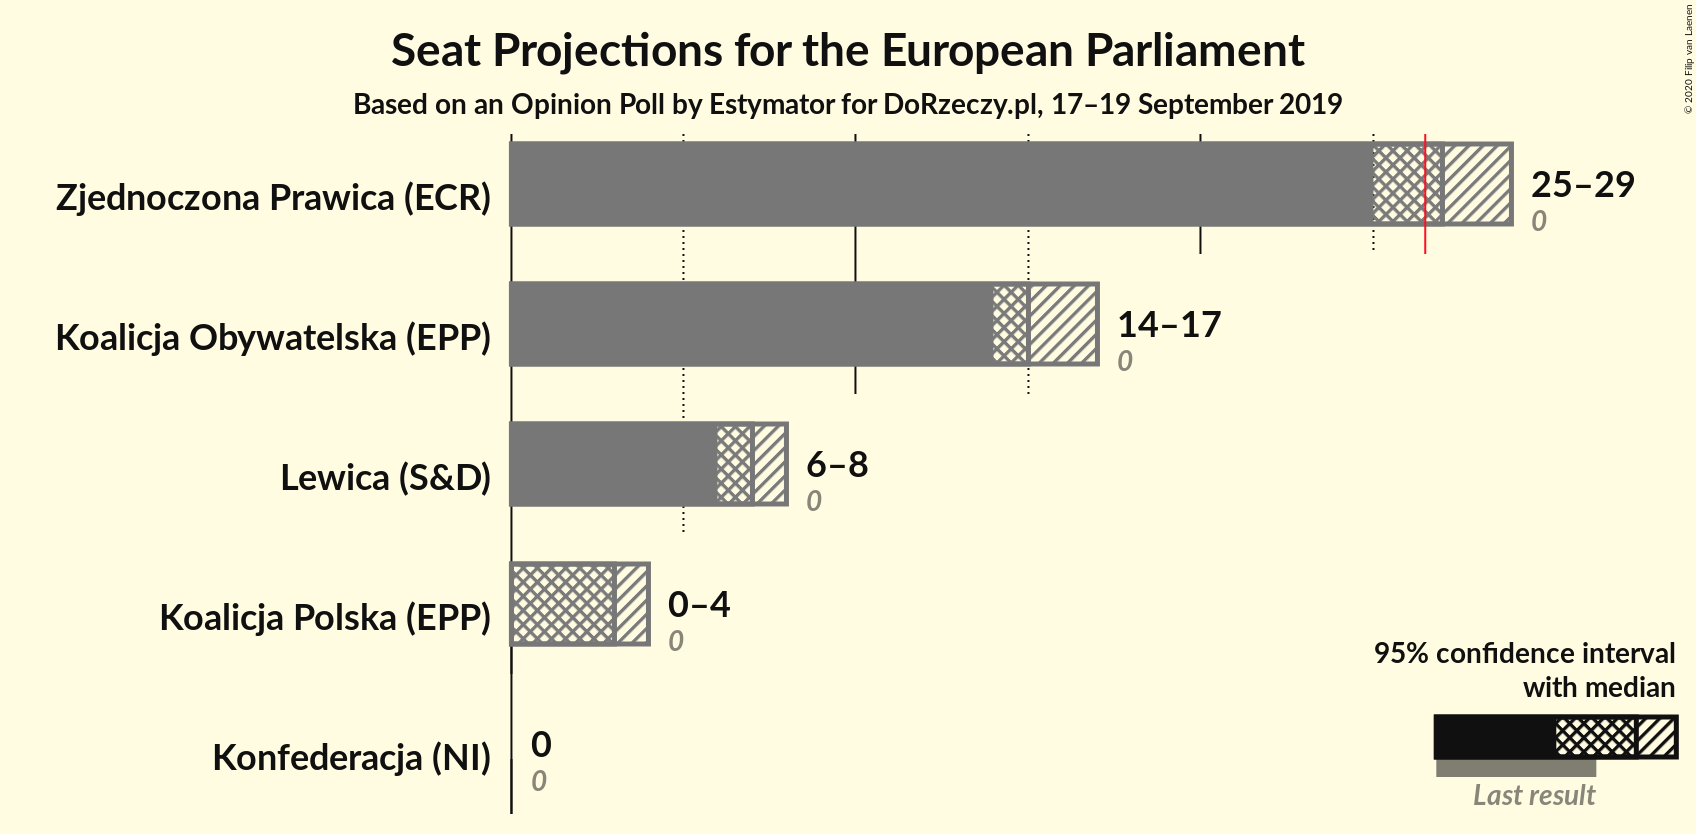 Seat Projections for the European Parliament
Based on an Opinion Poll by Estymator for DoRzeczy.pl, 17–19 September 2019
© 2020 Filip van Laenen
Zjednoczona Prawica (ECR)
25–29
0
Koalicja Obywatelska (EPP)
14–17
0
Lewica (S&D)
6–8
0
Koalicja Polska (EPP)
0–4
0
Konfederacja (NI)
0
0
95% confidence interval
with median
Last result